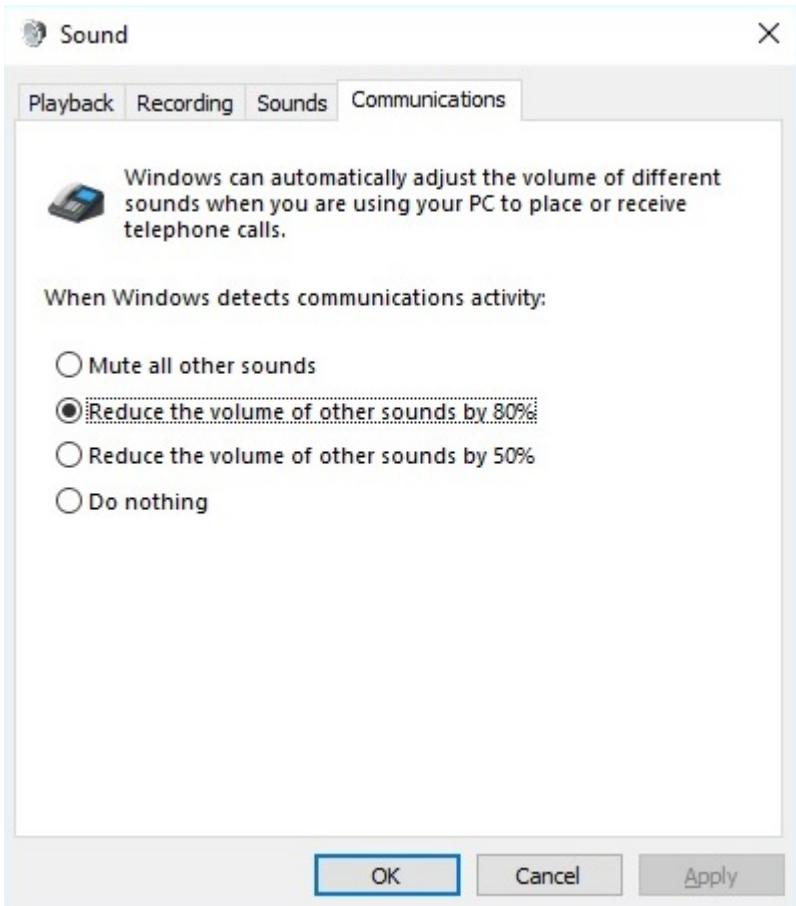 Sound
Playback Recording Sounds Communications
Windows can automatically adjust the volume of different
sounds when you are using your PC to place or receive
telephone calls.
When Windows detects communications activity:
Mute all other sounds
Reduce the volume of other sounds by 80%
Reduce the volume of other sounds by 50%
Do nothing
OK Cancel Apply